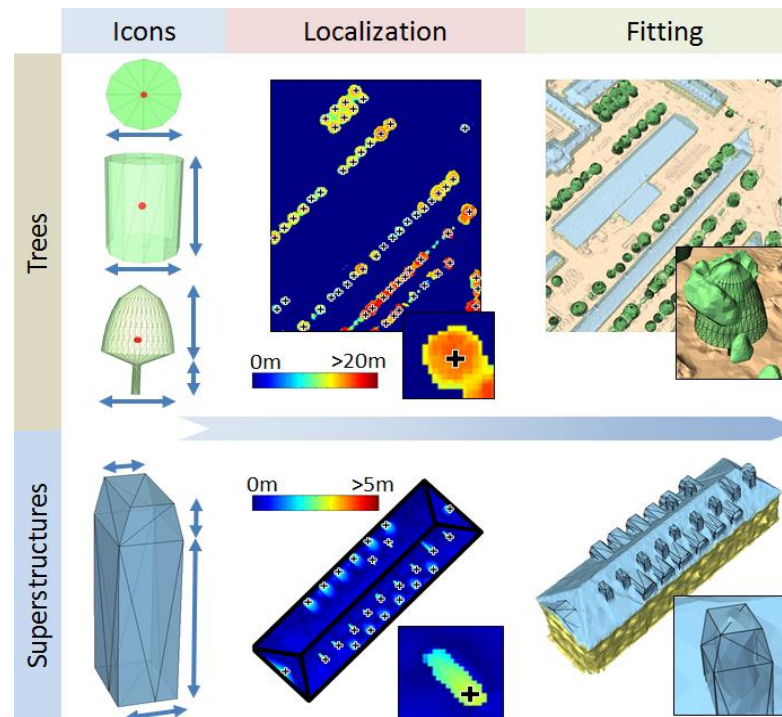 Icons
Localization
Fitting
Trees
0m
>20m
Superstructures
0m
>5m